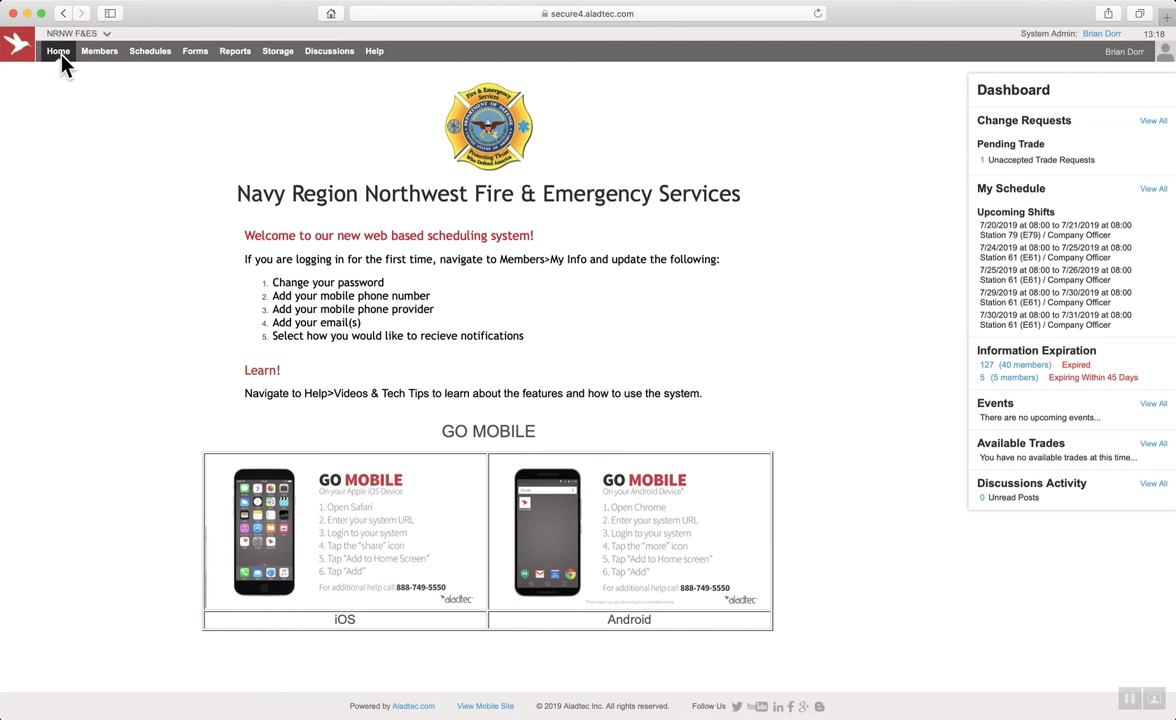 secure4.aladtec.com
NRNW F&ES
System Admin: Brian Dorr 13:18
Home Members Schedules Forms Reports Storage Discussions Help
Brian Dorr
Fire & Emergency Services
Navy Region Northwest Fire & Emergency Services
Welcome to our new web based scheduling system!
If you are logging in for the first time, navigate to Members>My Info and update the following:
1. Change your password
2. Add your mobile phone number
3. Add your mobile phone provider
4. Add your email(s)
5. Select how you would like to recieve notifications
Learn!
Navigate to Help>Videos & Tech Tips to learn about the features and how to use the system.
GO MOBILE
GO MOBILE
On your Apple iOS Device
1. Open Safari
2. Enter your system URL
3. Login to your system
4. Tap the "share" icon
5. Tap "Add to Home Screen"
6. Tap "Add"
For additional help call 888-749-5550
aladtec
iOS
GO MOBILE
On your Android Device*
1. Open Chrome
2. Enter your system URL
3. Login to your system
4. Tap the "more" icon
5. Tap "Add to Home screen"
6. Tap "Add"
For additional help call 888-749-5550
aladtec
Android
Dashboard
Change Requests View All
Pending Trade
1 Unaccepted Trade Requests
My Schedule View All
Upcoming Shifts
7/20/2019 at 08:00 to 7/21/2019 at 08:00
Station 79 (E79) / Company Officer
7/24/2019 at 08:00 to 7/25/2019 at 08:00
Station 61 (E61) / Company Officer
7/25/2019 at 08:00 to 7/26/2019 at 08:00
Station 61 (E61) / Company Officer
7/29/2019 at 08:00 to 7/30/2019 at 08:00
Station 61 (E61) / Company Officer
7/30/2019 at 08:00 to 7/31/2019 at 08:00
Station 61 (E61) / Company Officer
Information Expiration
127 (40 members) Expired
5 (5 members) Expiring Within 45 Days
Events View All
There are no upcoming events...
Available Trades View All
You have no available trades at this time...
Discussions Activity View All
0 Unread Posts
Powered by Aladtec.com View Mobile Site © 2019 Aladtec Inc. All rights reserved. Follow Us